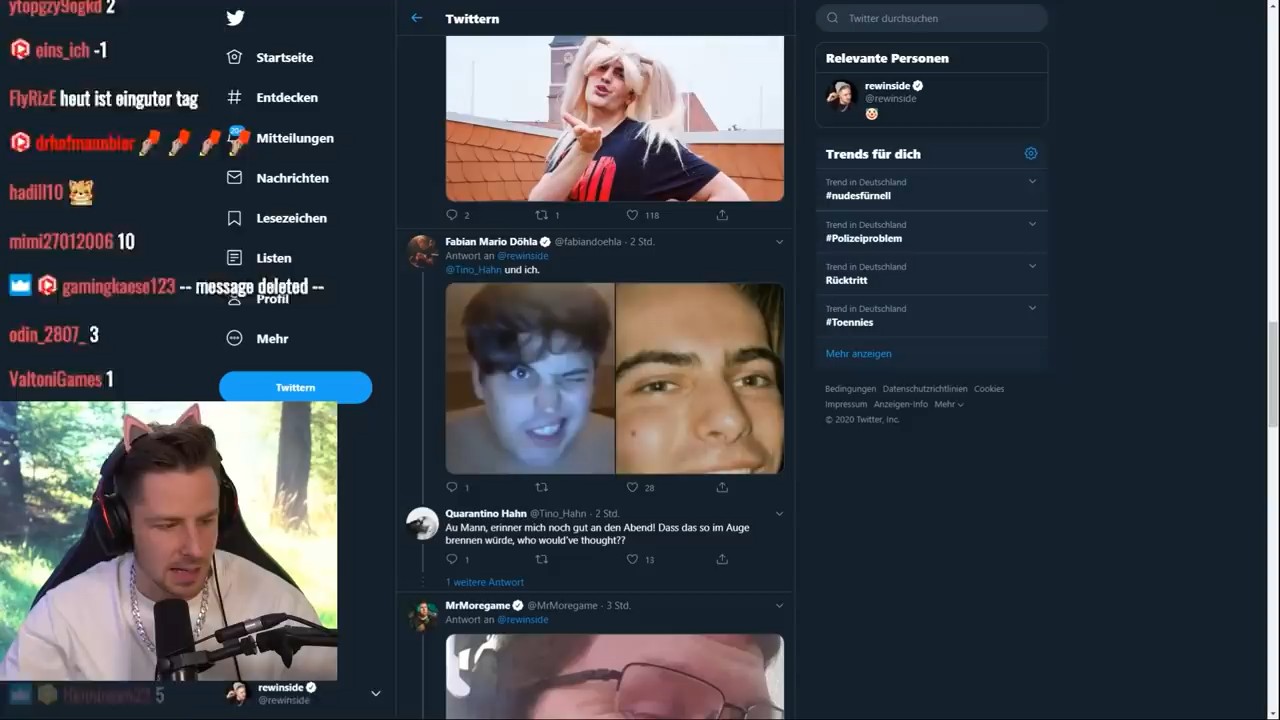 ytopgzy9ogkd 2
eins_ich -1
FlyRizE heut ist einguter tag
drhofmannbier
hadill10
mimi27012006 10
gamingkaese123 -- message deleted --
odin_2807_ 3
ValtoniGames 1
5
Startseite
Entdecken
20+
Mitteilungen
Nachrichten
Lesezeichen
Listen
Profil
Mehr
Twittern
rewinside
@rewinside
Twittern
2 1 118
Fabian Mario Döhla @fabiandoehla · 2 Std.
Antwort an @rewinside
@Tino_Hahn und ich.
1 28
Quarantino Hahn @Tino_Hahn · 2 Std.
Au Mann, erinner mich noch gut an den Abend! Dass das so im Auge
brennen würde, who would've thought??
1 13
1 weitere Antwort
MrMoregame @MrMoregame · 3 Std.
Antwort an @rewinside
Twitter durchsuchen
Relevante Personen
rewinside
@rewinside
Trends für dich
Trend in Deutschland
#nudesfürnell
Trend in Deutschland
#Polizeiproblem
Trend in Deutschland
Rücktritt
Trend in Deutschland
#Toennies
Mehr anzeigen
Bedingungen Datenschutzrichtlinien Cookies
Impressum Anzeigen-Info Mehr
© 2020 Twitter, Inc.